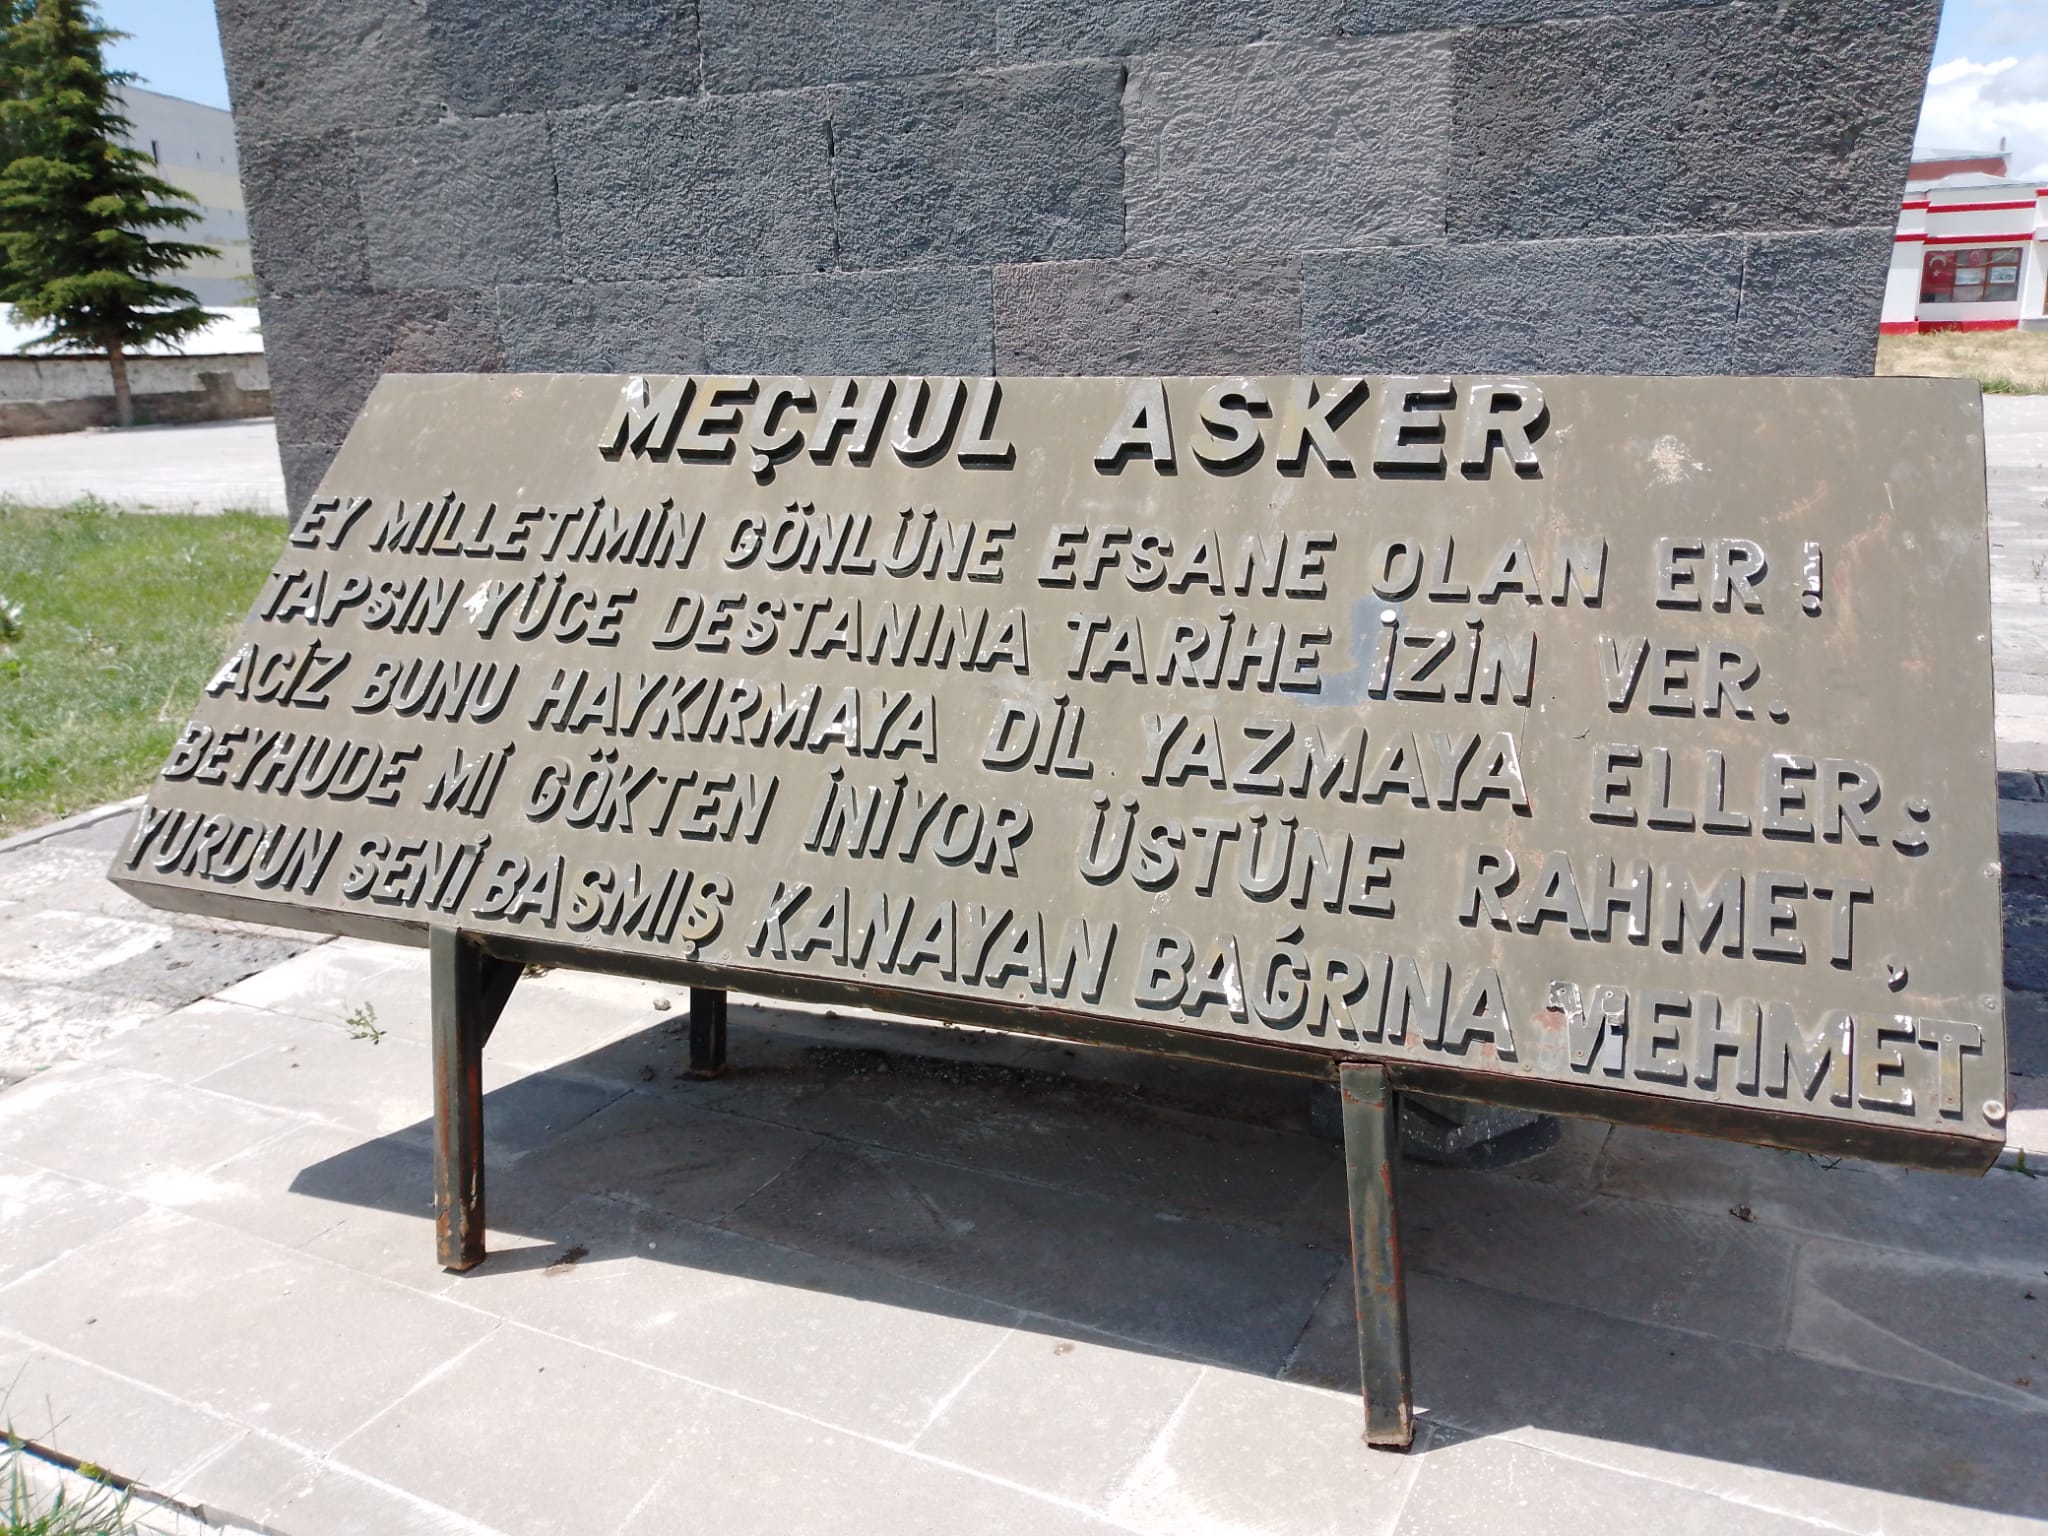 MEÇHUL ASKER
EY MİLLETİMİN GÖNLÜNE EFSANE OLAN ER!
TAPSIN YÜCE DESTANINA TARİHE İZİN VER.
ACİZ BUNU HAYKIRMAYA DİL YAZMAYA ELLER;
BEYHUDE Mİ GÖKTEN İNİYOR ÜSTÜNE RAHMET,
YURDUN SENİ BASMIŞ KANAYAN BAĞRINA MEHMET